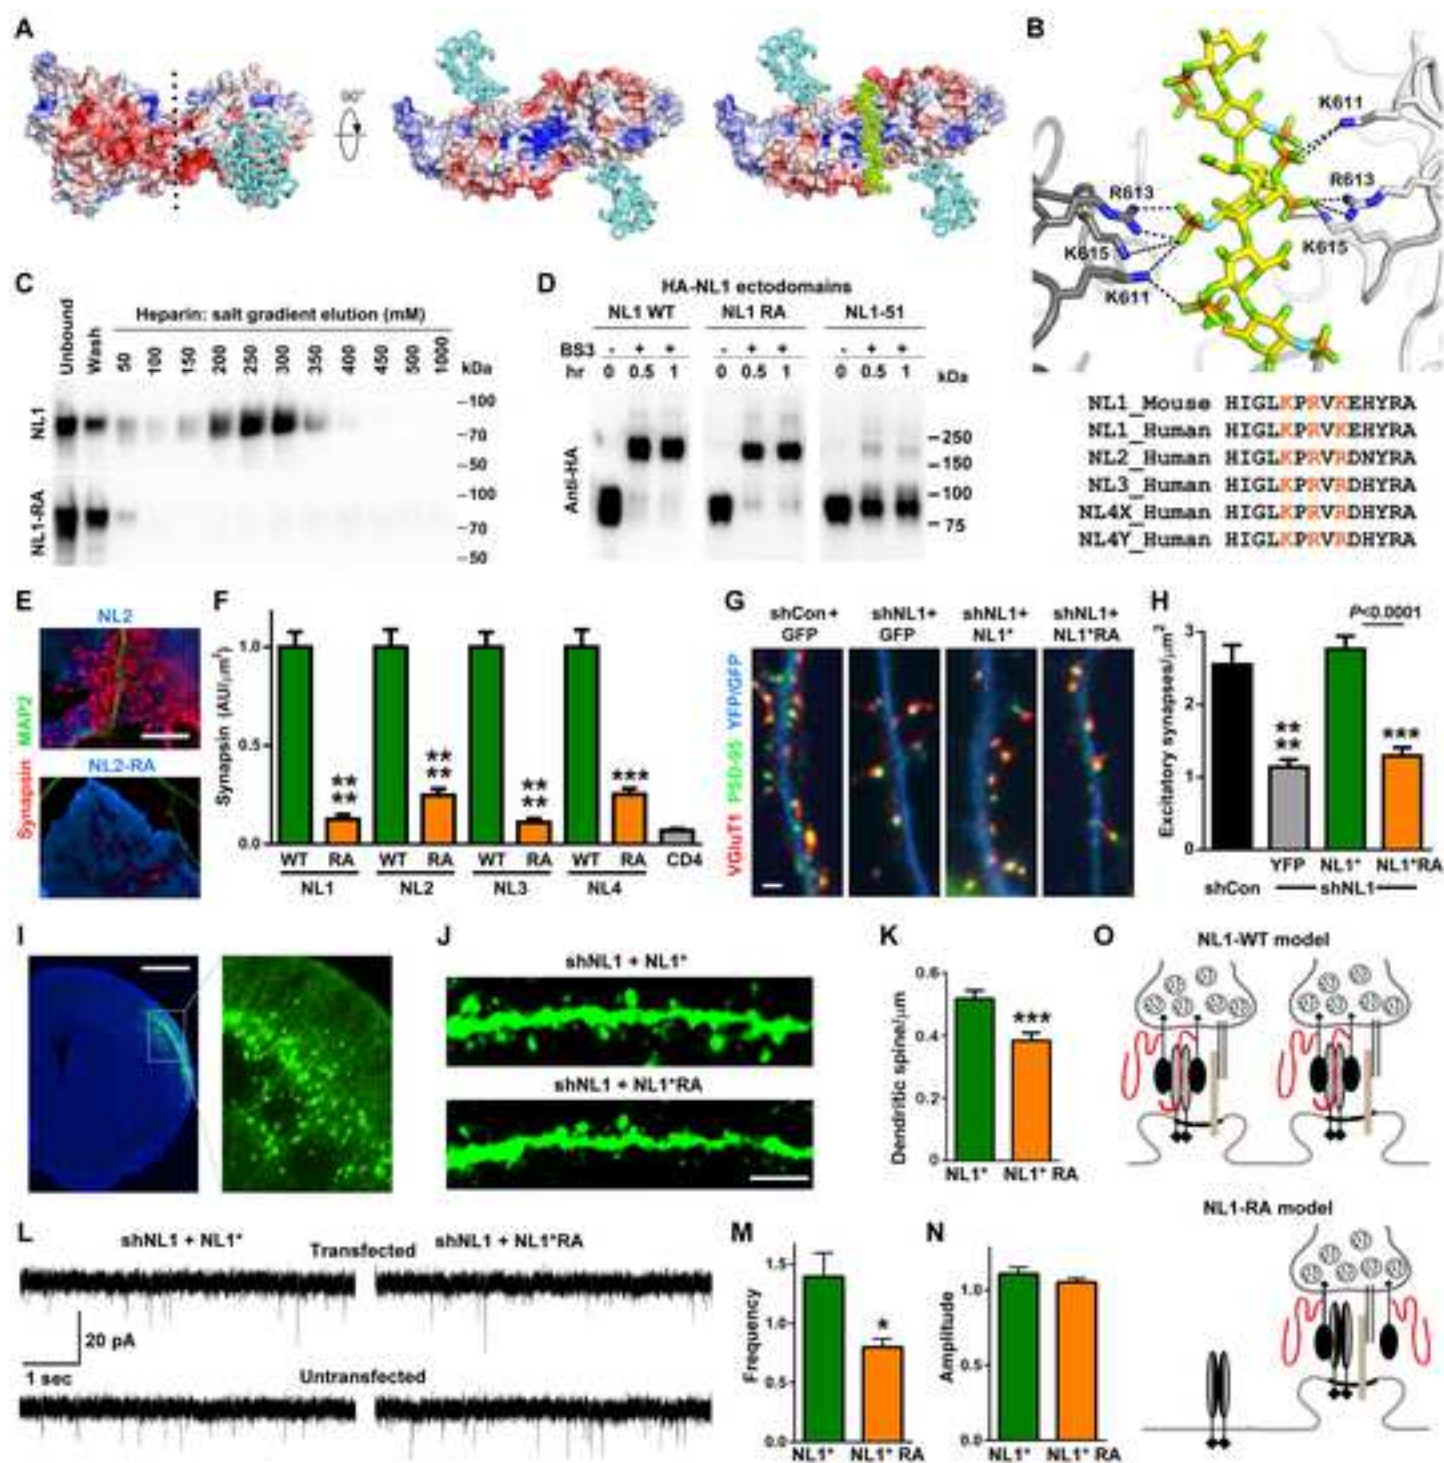 A
90°
B
K611
R613
R613
K615
K615
K611
NL1_Mouse HIGLKPRVKEHYRA
NL1_Human HIGLKPRVKEHYRA
NL2_Human HIGLKPRVRDNYRA
NL3_Human HIGLKPRVRDHYRA
NL4X_Human HIGLKPRVRDHYRA
NL4Y_Human HIGLKPRVRDHYRA
C
Heparin: salt gradient elution (mM)
Unbound Wash 50 100 150 200 250 300 350 400 450 500 1000 kDa
NL1
–100
–70
–50
NL1-RA
–100
–70
–50
D
HA-NL1 ectodomains
NL1 WT NL1 RA NL1-51
BS3 - + + - + + - + +
hr 0 0.5 1 0 0.5 1 0 0.5 1 kDa
Anti-HA
–250
–150
–100
–75
E
NL2
NL2-RA
Synapsin MAP2
F
Synapsin (AU/µm²)
1.0
0.5
0.0
** ** ** ** ** ** ***
WT RA WT RA WT RA WT RA CD4
NL1 NL2 NL3 NL4
G
shCon+ shNL1+ shNL1+ shNL1+
GFP GFP NL1* NL1*RA
VGluT1 PSD-95 YFP/GFP
H
P<0.0001
Excitatory synapses/µm²
3
2
1
0
** ** ***
YFP NL1* NL1*RA
shCon shNL1
I
J
shNL1 + NL1*
shNL1 + NL1*RA
K
Dendritic spine/µm
0.6
0.4
0.2
0
***
NL1* NL1* RA
O
NL1-WT model
NL1-RA model
L
shNL1 + NL1* Transfected shNL1 + NL1*RA
20 pA
1 sec
Untransfected
M
Frequency
1.5
1.0
0.5
0.0
*
NL1* NL1* RA
N
Amplitude
1.0
0.5
0.0
NL1* NL1* RA